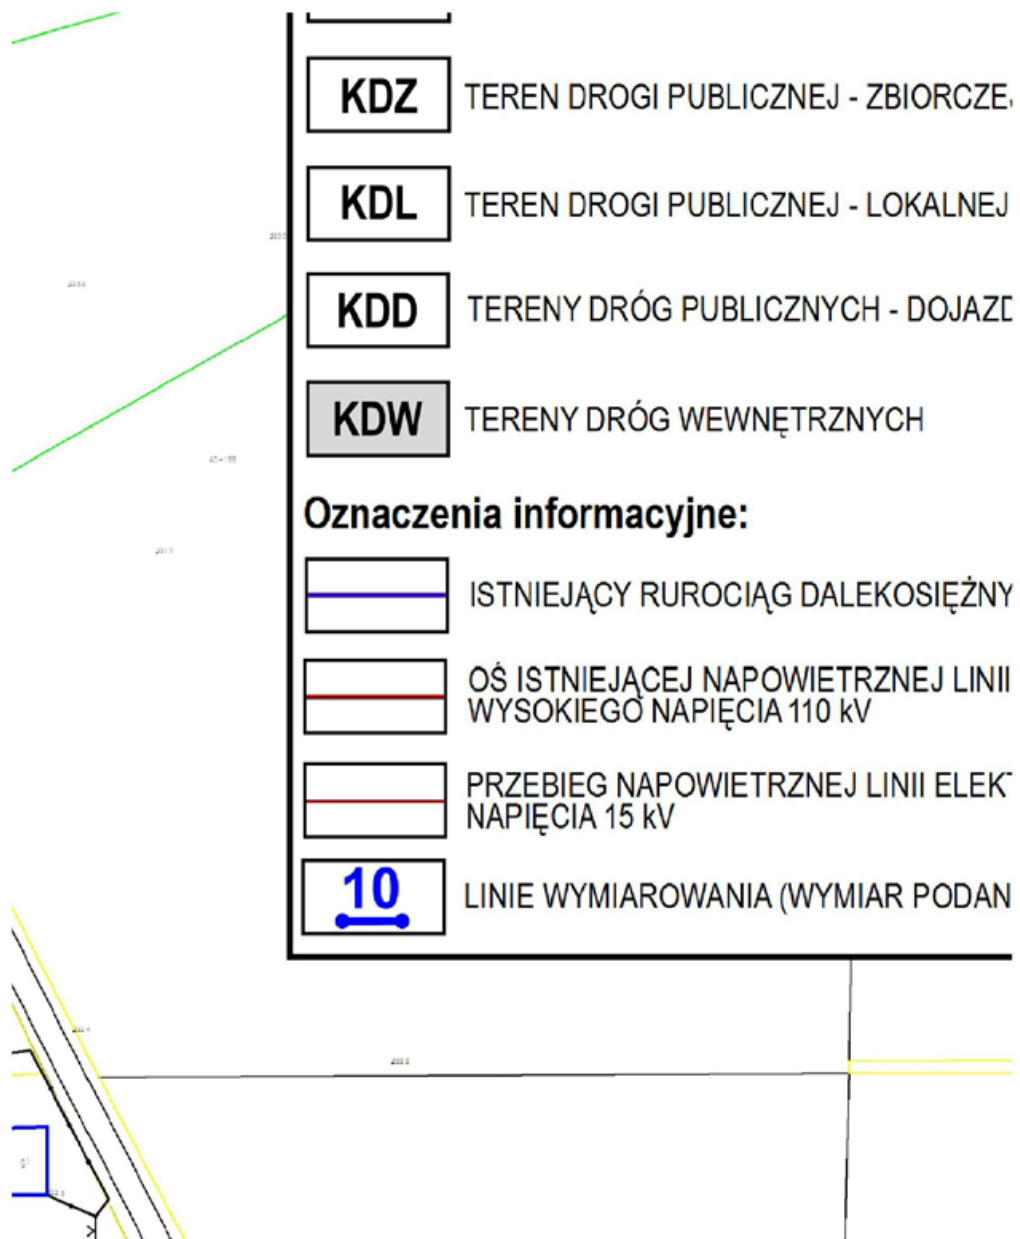 KDZ TEREN DROGI PUBLICZNEJ - ZBIORCZEJ
KDL TEREN DROGI PUBLICZNEJ - LOKALNEJ
KDD TERENY DRÓG PUBLICZNYCH - DOJAZD
KDW TERENY DRÓG WEWNĘTRZNYCH
Oznaczenia informacyjne:
ISTNIEJĄCY RUROCIĄG DALEKOSIĘŻNY
OŚ ISTNIEJĄCEJ NAPOWIETRZNEJ LINII
WYSOKIEGO NAPIĘCIA 110 kV
PRZEBIEG NAPOWIETRZNEJ LINII ELEKT
NAPIĘCIA 15 kV
10 LINIE WYMIAROWANIA (WYMIAR PODAN